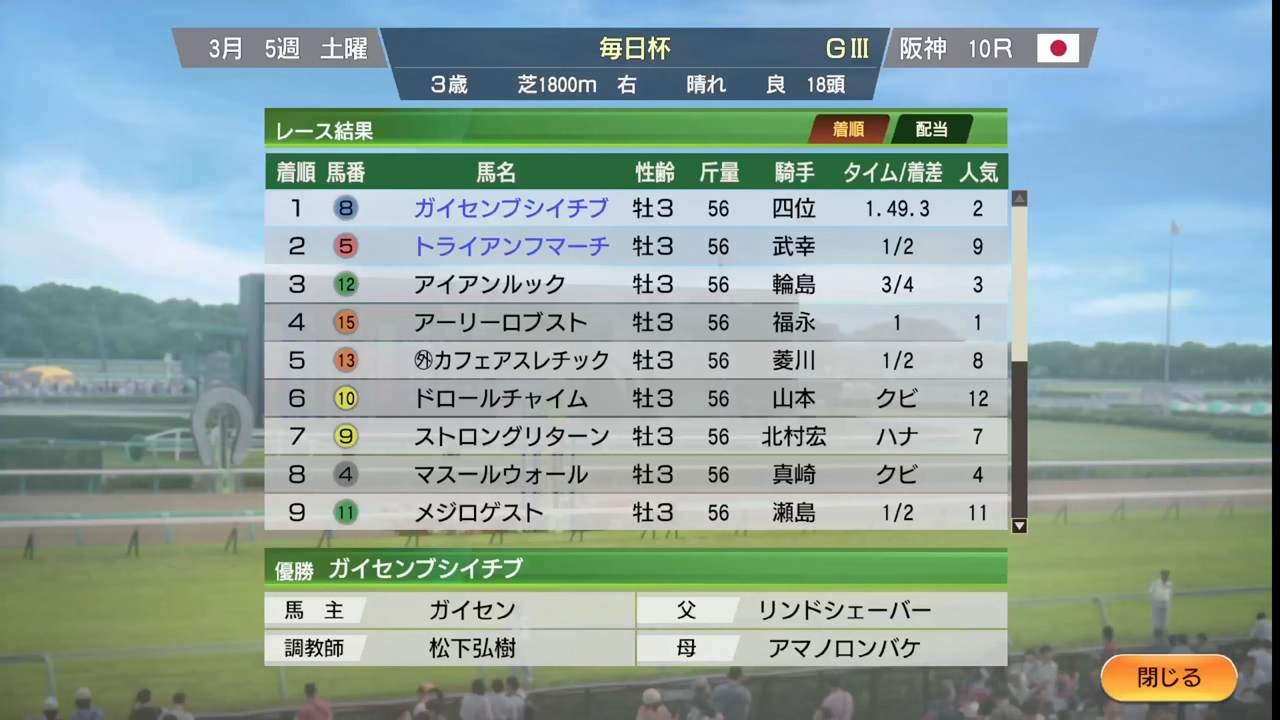 3月 5週 土曜 毎日杯 GⅢ 阪神 10R
3歳 芝1800m 右 晴れ 良 18頭
レース結果 着順 配当
着順 馬番 馬名 性齢 斤量 騎手 タイム/着差 人気
1 8 ガイセンブシイチブ 牡3 56 四位 1.49.3 2
2 5 トライアンフマーチ 牡3 56 武幸 1/2 9
3 12 アイアンルック 牡3 56 輪島 3/4 3
4 15 アーリーロブスト 牡3 56 福永 1 1
5 13 ㊕カフェアスレチック 牡3 56 菱川 1/2 8
6 10 ドロールチャイム 牡3 56 山本 クビ 12
7 9 ストロングリターン 牡3 56 北村宏 ハナ 7
8 4 マスールウォール 牡3 56 真崎 クビ 4
9 11 メジロゲスト 牡3 56 瀬島 1/2 11
優勝 ガイセンブシイチブ
馬主 ガイセン 父 リンドシェーバー
調教師 松下弘樹 母 アマノロンバケ
閉じる